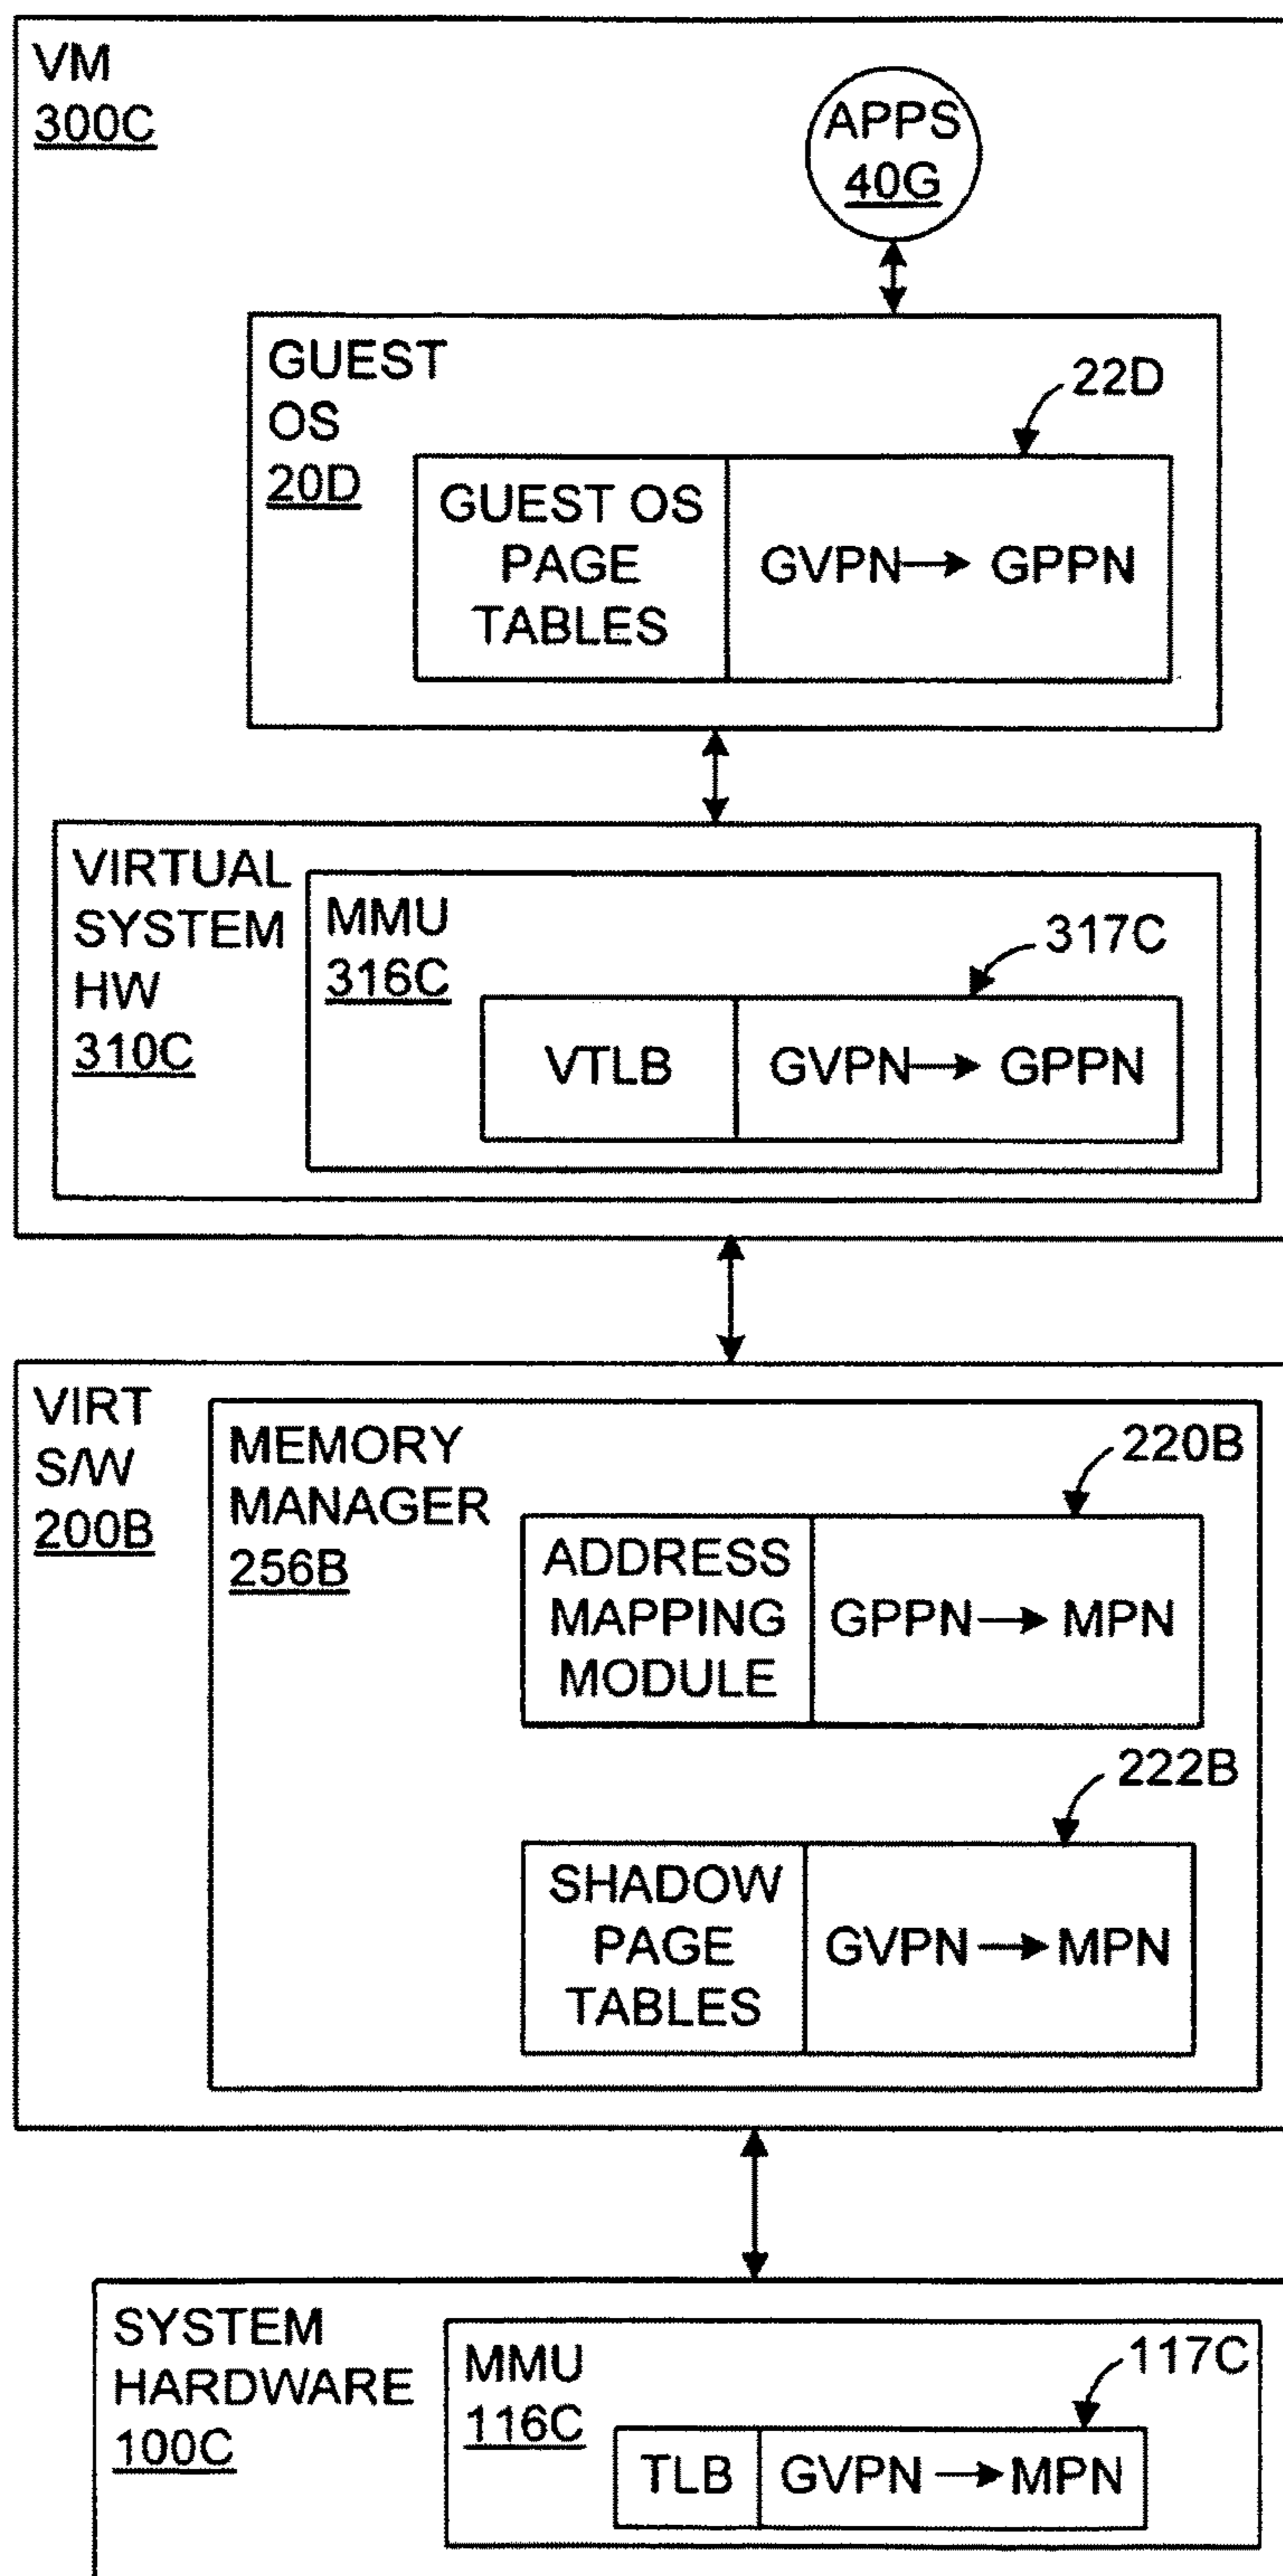 VM
300C
APPS
40G
GUEST
OS
20D
22D
GUEST OS
PAGE
TABLES
GVPN → GPPN
VIRTUAL
SYSTEM
HW
310C
MMU
316C
317C
VTLB
GVPN → GPPN
VIRT
S/W
200B
MEMORY
MANAGER
256B
220B
ADDRESS
MAPPING
MODULE
GPPN → MPN
222B
SHADOW
PAGE
TABLES
GVPN → MPN
SYSTEM
HARDWARE
100C
MMU
116C
117C
TLB
GVPN → MPN